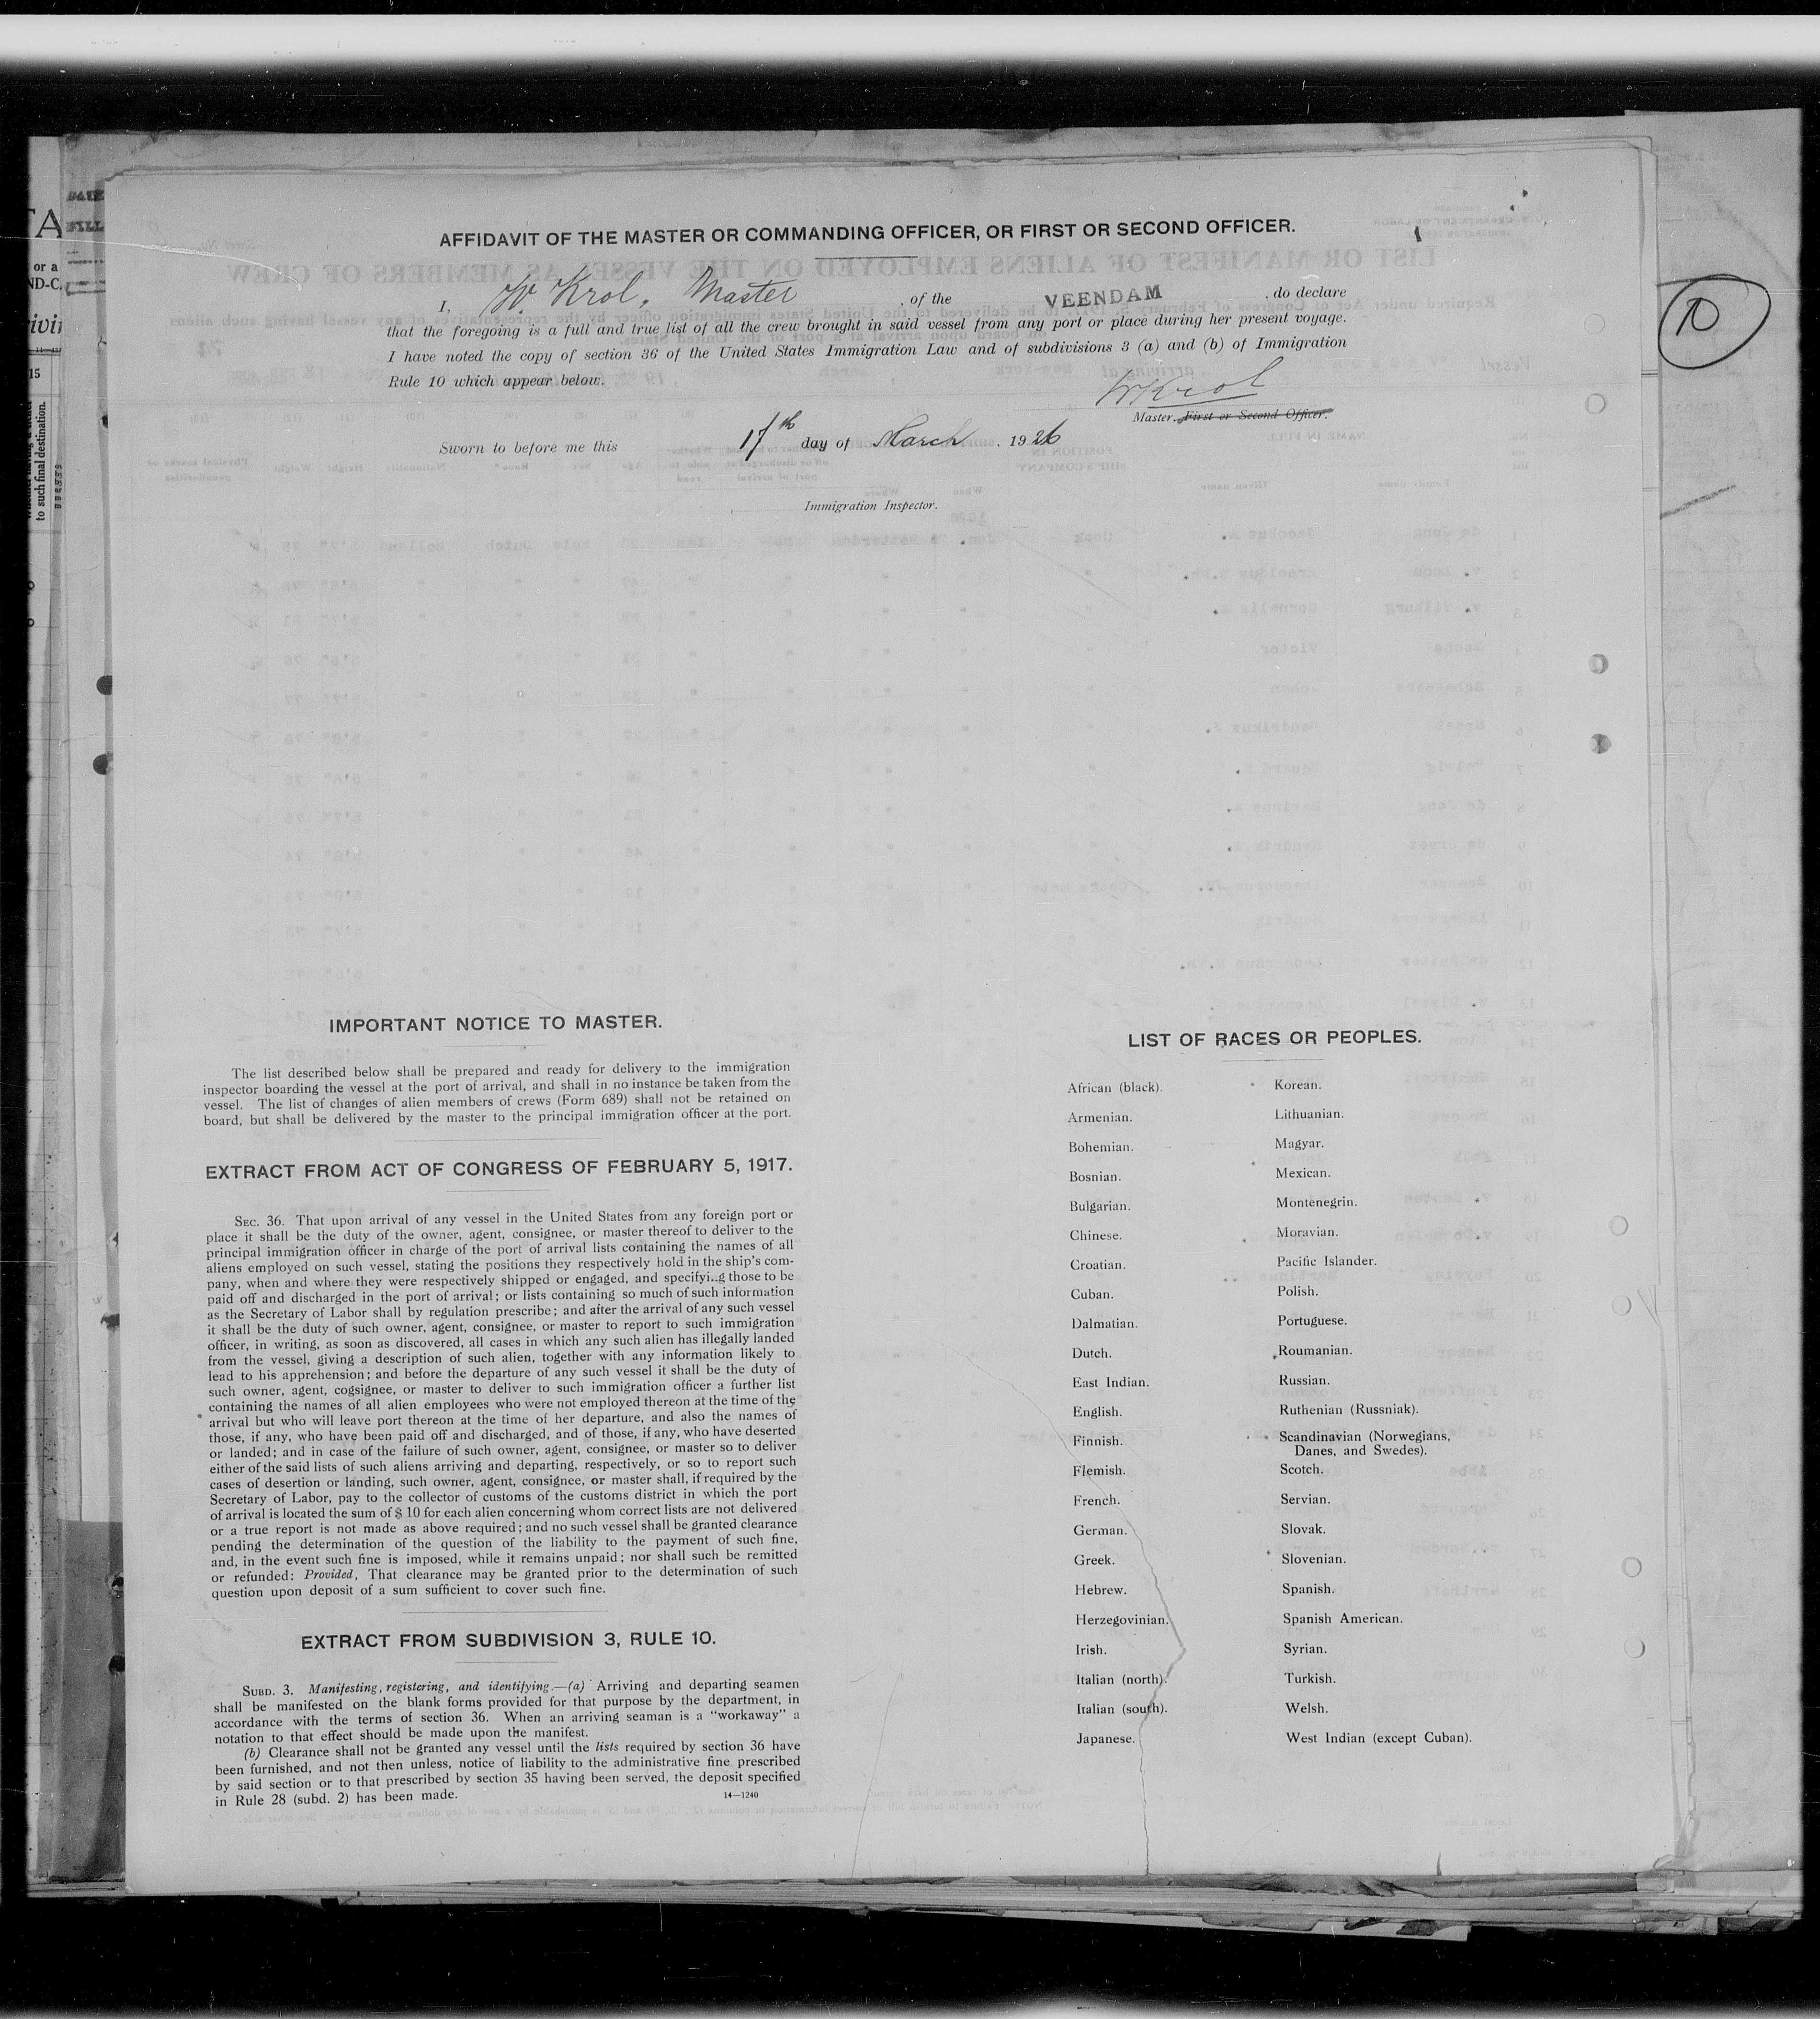 AFFIDAVIT OF THE MASTER OR COMMANDING OFFICER, OR FIRST OR SECOND OFFICER.
I, W. Krol, Master, of the VEENDAM, do declare
that the foregoing is a full and true list of all the crew brought in said vessel from any port or place during her present voyage.
I have noted the copy of section 36 of the United States Immigration Law and of subdivisions 3 (a) and (b) of Immigration
Rule 10 which appear below.
WKrol
Master, First or Second Officer.
Sworn to before me this 17th day of March, 1926
Immigration Inspector.
10
IMPORTANT NOTICE TO MASTER.
The list described below shall be prepared and ready for delivery to the immigration
inspector boarding the vessel at the port of arrival, and shall in no instance be taken from the
vessel. The list of changes of alien members of crews (Form 689) shall not be retained on
board, but shall be delivered by the master to the principal immigration officer at the port.
EXTRACT FROM ACT OF CONGRESS OF FEBRUARY 5, 1917.
SEC. 36. That upon arrival of any vessel in the United States from any foreign port or
place it shall be the duty of the owner, agent, consignee, or master thereof to deliver to the
principal immigration officer in charge of the port of arrival lists containing the names of all
aliens employed on such vessel, stating the positions they respectively hold in the ship's com-
pany, when and where they were respectively shipped or engaged, and specifyi..g those to be
paid off and discharged in the port of arrival; or lists containing so much of such information
as the Secretary of Labor shall by regulation prescribe; and after the arrival of any such vessel
it shall be the duty of such owner, agent, consignee, or master to report to such immigration
officer, in writing, as soon as discovered, all cases in which any such alien has illegally landed
from the vessel, giving a description of such alien, together with any information likely to
lead to his apprehension; and before the departure of any such vessel it shall be the duty of
such owner, agent, cogsignee, or master to deliver to such immigration officer a further list
containing the names of all alien employees who were not employed thereon at the time of the
arrival but who will leave port thereon at the time of her departure, and also the names of
those, if any, who have been paid off and discharged, and of those, if any, who have deserted
or landed; and in case of the failure of such owner, agent, consignee, or master so to deliver
either of the said lists of such aliens arriving and departing, respectively, or so to report such
cases of desertion or landing, such owner, agent, consignee, or master shall, if required by the
Secretary of Labor, pay to the collector of customs of the customs district in which the port
of arrival is located the sum of $ 10 for each alien concerning whom correct lists are not delivered
or a true report is not made as above required; and no such vessel shall be granted clearance
pending the determination of the question of the liability to the payment of such fine,
and, in the event such fine is imposed, while it remains unpaid; nor shall such be remitted
or refunded: Provided, That clearance may be granted prior to the determination of such
question upon deposit of a sum sufficient to cover such fine.
EXTRACT FROM SUBDIVISION 3, RULE 10.
SUBD. 3. Manifesting, registering, and identifying.—(a) Arriving and departing seamen
shall be manifested on the blank forms provided for that purpose by the department, in
accordance with the terms of section 36. When an arriving seaman is a "workaway" a
notation to that effect should be made upon the manifest.
(b) Clearance shall not be granted any vessel until the lists required by section 36 have
been furnished, and not then unless, notice of liability to the administrative fine prescribed
by said section or to that prescribed by section 35 having been served, the deposit specified
in Rule 28 (subd. 2) has been made.
14—1240
LIST OF RACES OR PEOPLES.
African (black).
Armenian.
Bohemian.
Bosnian.
Bulgarian.
Chinese.
Croatian.
Cuban.
Dalmatian.
Dutch.
East Indian.
English.
Finnish.
Flemish.
French.
German.
Greek.
Hebrew.
Herzegovinian.
Irish.
Italian (north).
Italian (south).
Japanese.
Korean.
Lithuanian.
Magyar.
Mexican.
Montenegrin.
Moravian.
Pacific Islander.
Polish.
Portuguese.
Roumanian.
Russian.
Ruthenian (Russniak).
Scandinavian (Norwegians,
Danes, and Swedes).
Scotch.
Servian.
Slovak.
Slovenian.
Spanish.
Spanish American.
Syrian.
Turkish.
Welsh.
West Indian (except Cuban).